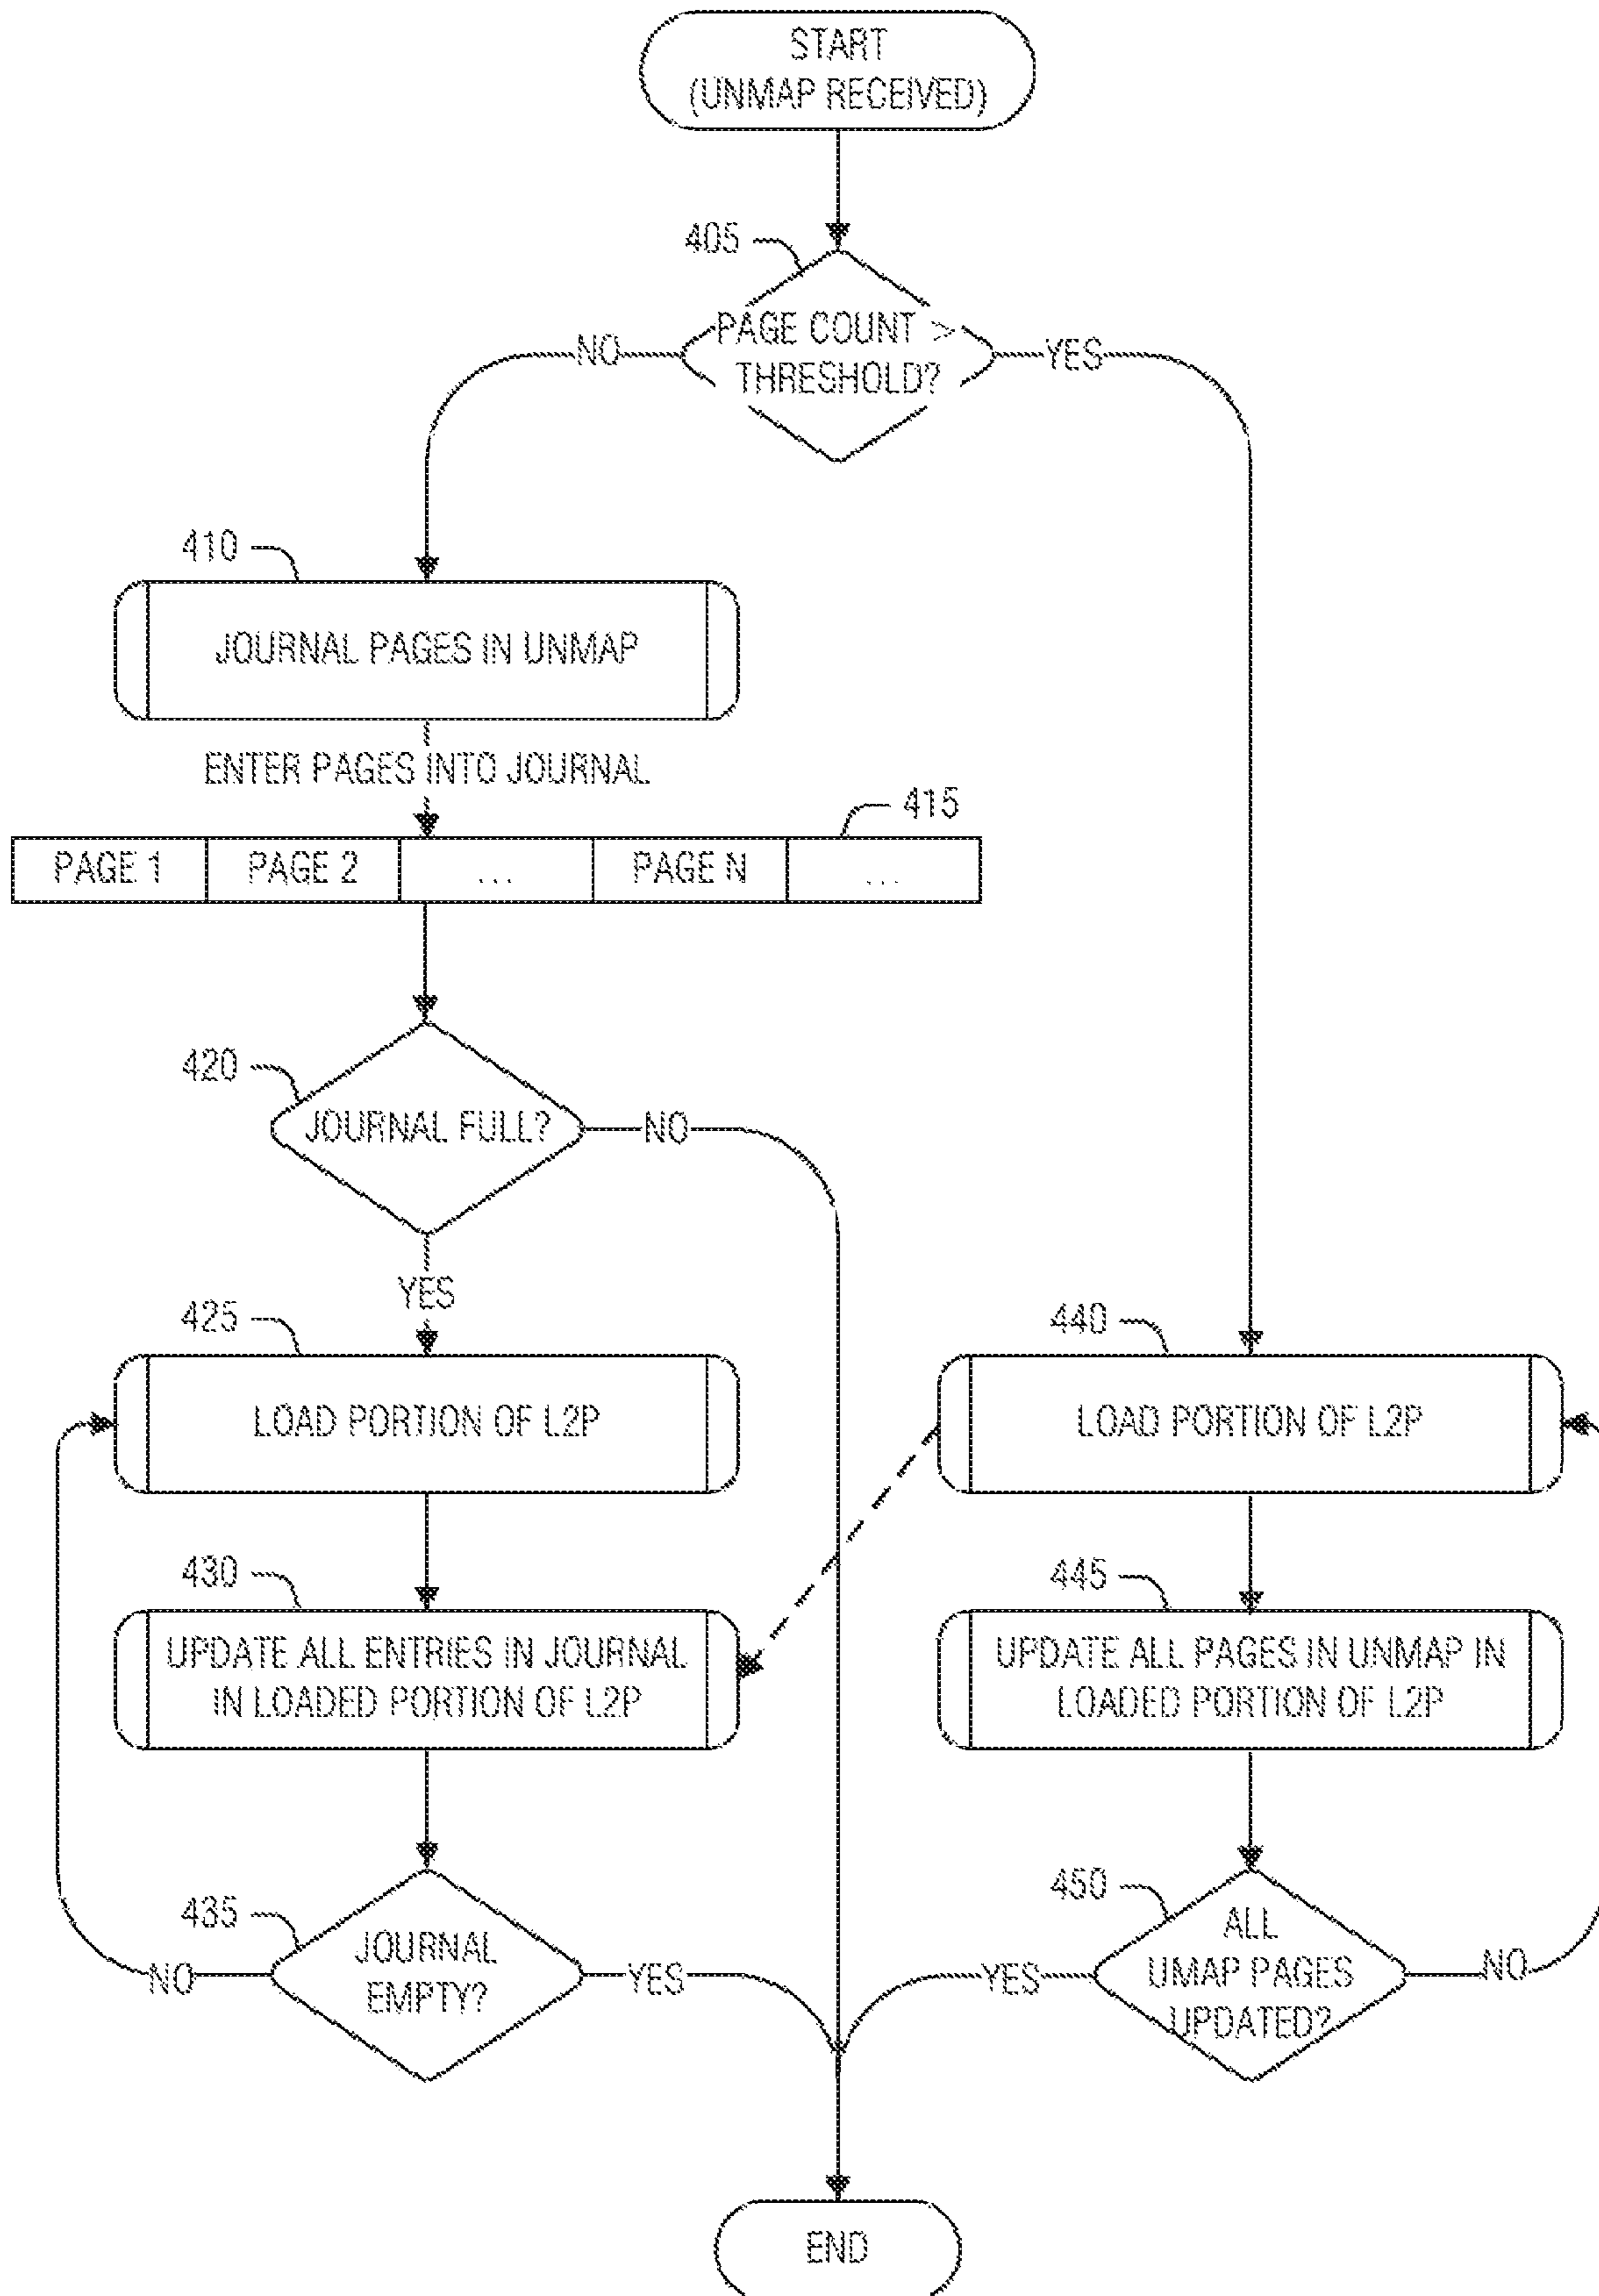 START
(UNMAP RECEIVED)
405
PAGE COUNT >
THRESHOLD?
NO
YES
410
JOURNAL PAGES IN UNMAP
ENTER PAGES INTO JOURNAL
415
PAGE 1 PAGE 2 ... PAGE N ...
420
JOURNAL FULL?
NO
YES
425
LOAD PORTION OF L2P
440
LOAD PORTION OF L2P
430
UPDATE ALL ENTRIES IN JOURNAL
IN LOADED PORTION OF L2P
445
UPDATE ALL PAGES IN UNMAP IN
LOADED PORTION OF L2P
435
JOURNAL
EMPTY?
NO
YES
450
ALL
UMAP PAGES
UPDATED?
YES
NO
END